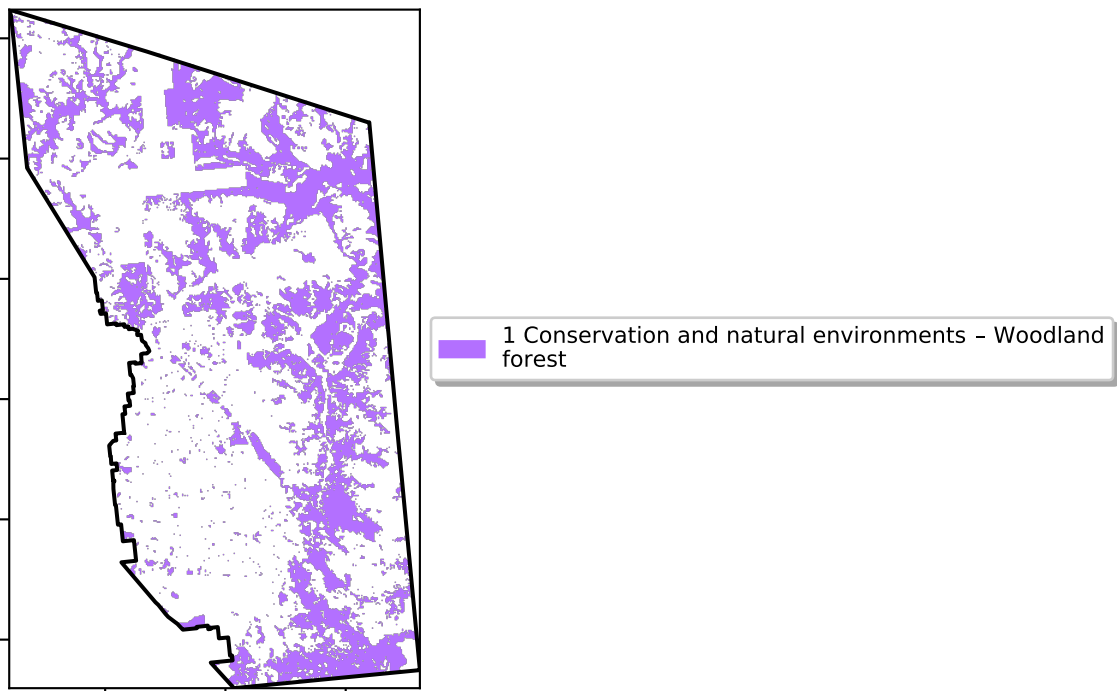 1 Conservation and natural environments – Woodland
forest